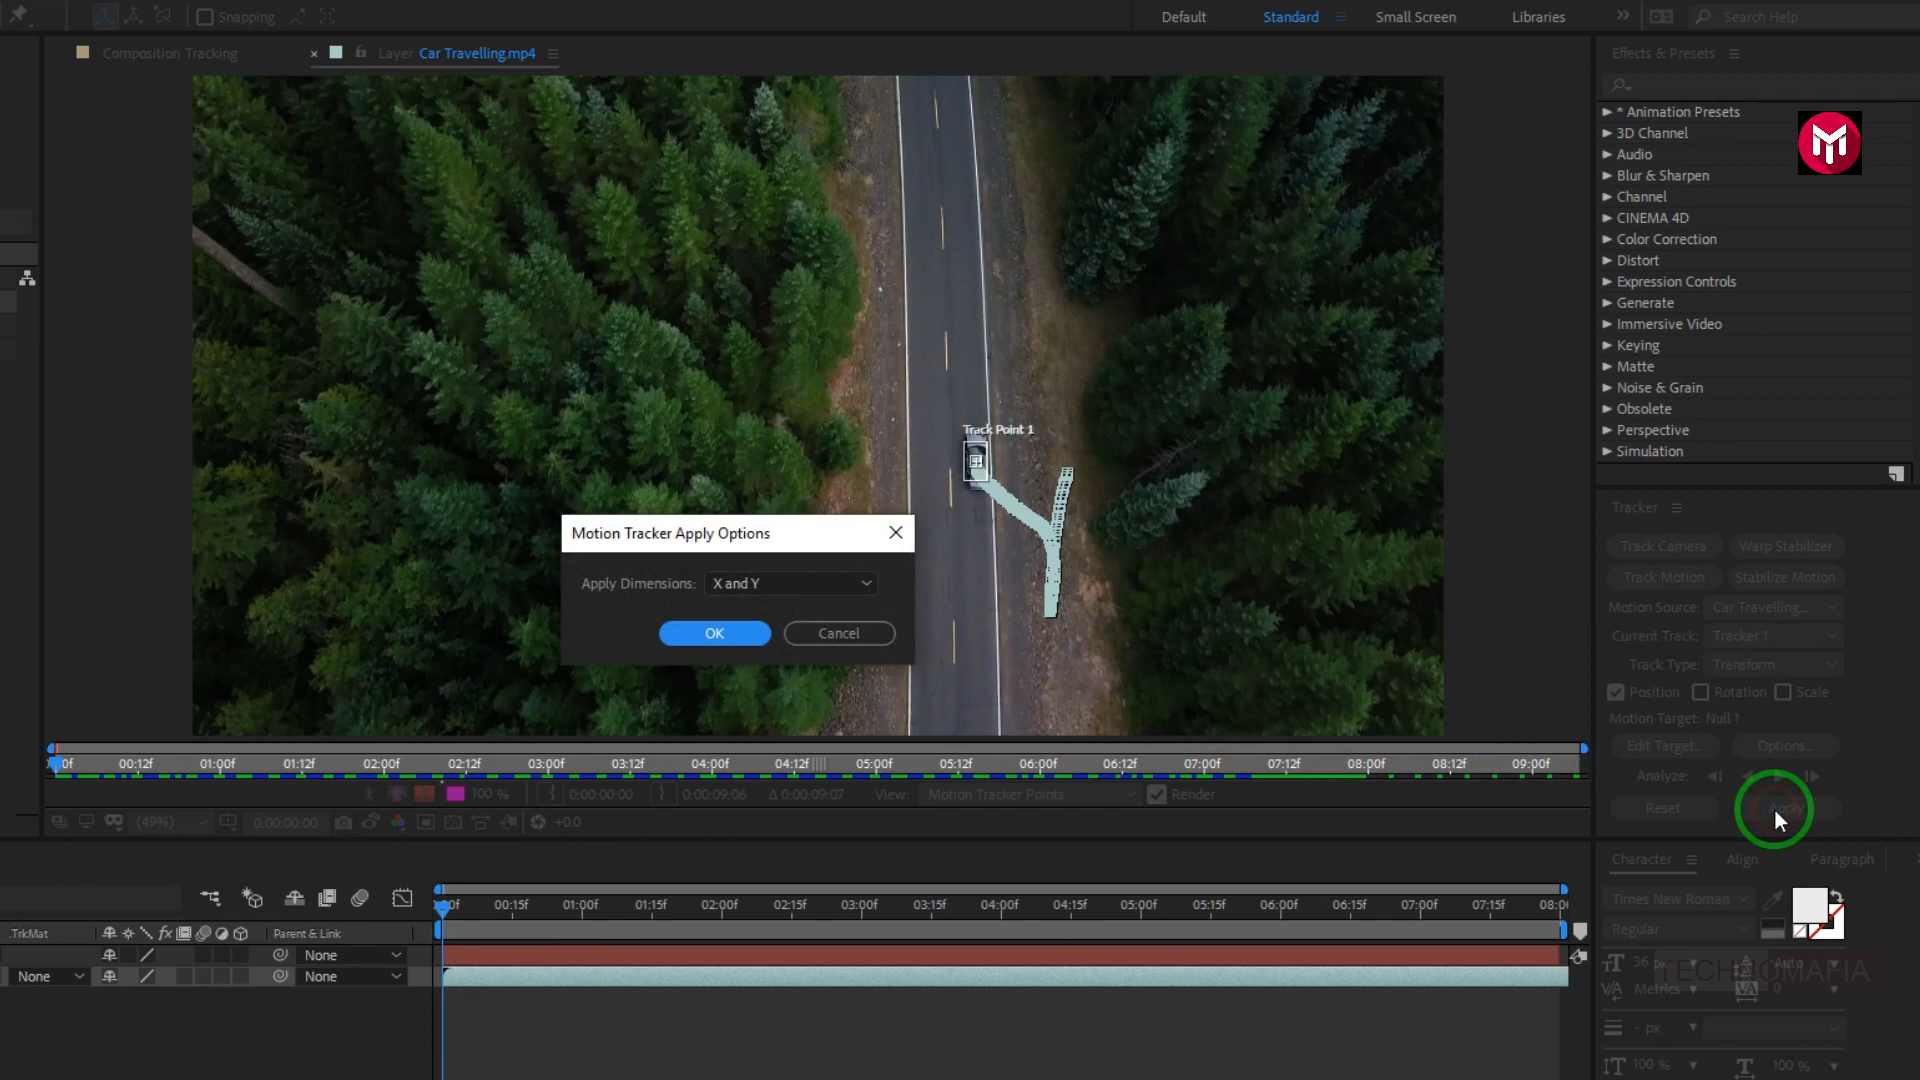 Snapping
Default
Standard
Small Screen
Libraries
Search Help
Composition Tracking
Layer Car Travelling.mp4
Effects & Presets
* Animation Presets
3D Channel
Audio
Blur & Sharpen
Channel
CINEMA 4D
Color Correction
Distort
Expression Controls
Generate
Immersive Video
Keying
Matte
Noise & Grain
Obsolete
Perspective
Simulation
Track Point 1
Motion Tracker Apply Options
Apply Dimensions: X and Y
OK
Cancel
Tracker
Track Camera
Warp Stabilizer
Track Motion
Stabilize Motion
Motion Source: Car Travelling...
Current Track: Tracker 1
Track Type: Transform
Position
Rotation
Scale
Motion Target: Null 1
Edit Target...
Options...
Analyze:
Reset
Apply
00:12f 01:00f 01:12f 02:00f 02:12f 03:00f 03:12f 04:00f 04:12f 05:00f 05:12f 06:00f 06:12f 07:00f 07:12f 08:00f 08:12f 09:00f
100 %
0:00:00:00
0:00:09:06
Δ 0:00:09:07
View: Motion Tracker Points
Render
(49%)
0:00:00:00
+0.0
00:15f 01:00f 01:15f 02:00f 02:15f 03:00f 03:15f 04:00f 04:15f 05:00f 05:15f 06:00f 06:15f 07:00f 07:15f
TrkMat
fx
Parent & Link
None
None
None
Character
Align
Paragraph
Times New Roman
Regular
36 px
Auto
TECHNOMAFIA
Metrics
0
- px
100 %
100 %